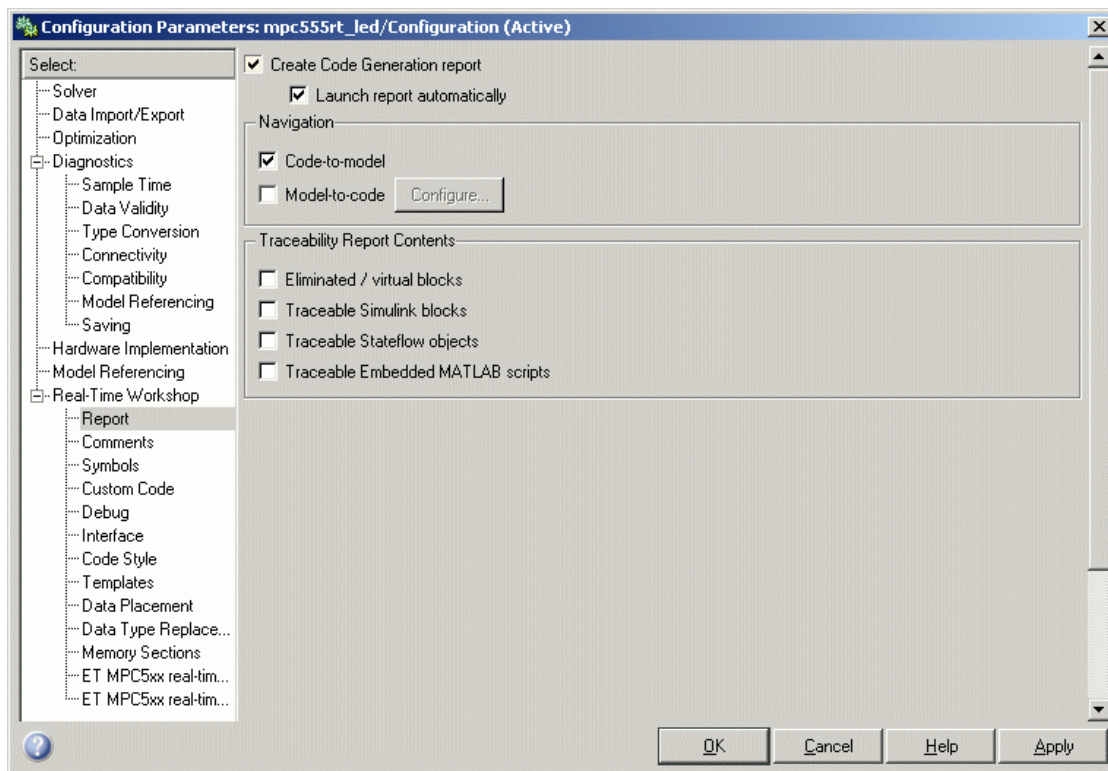 Configuration Parameters: mpc555rt_led/Configuration (Active)
Select:
Solver
Data Import/Export
Optimization
Diagnostics
Sample Time
Data Validity
Type Conversion
Connectivity
Compatibility
Model Referencing
Saving
Hardware Implementation
Model Referencing
Real-Time Workshop
Report
Comments
Symbols
Custom Code
Debug
Interface
Code Style
Templates
Data Placement
Data Type Replace...
Memory Sections
ET MPC5xx real-tim...
ET MPC5xx real-tim...
Create Code Generation report
Launch report automatically
Navigation
Code-to-model
Model-to-code Configure...
Traceability Report Contents
Eliminated / virtual blocks
Traceable Simulink blocks
Traceable Stateflow objects
Traceable Embedded MATLAB scripts
? OK Cancel Help Apply